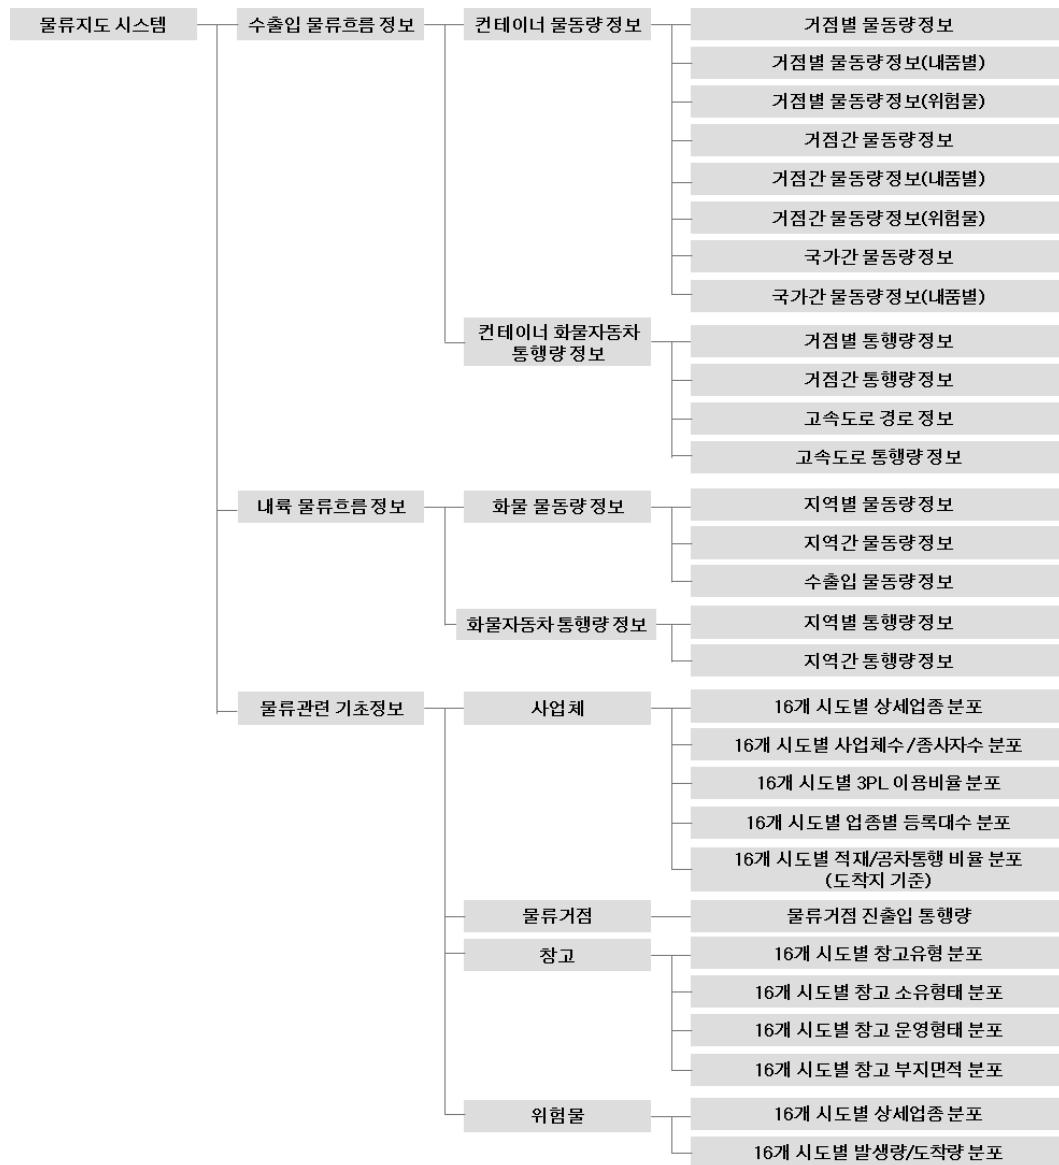 물류지도 시스템
수출입 물류흐름 정보
컨테이너 물동량 정보
거점별 물동량정보
거점별 물동량정보(내품별)
거점별 물동량정보(위험물)
거점간 물동량정보
거점간 물동량정보(내품별)
거점간 물동량정보(위험물)
국가간 물동량정보
국가간 물동량정보(내품별)
컨테이너 화물자동차
통행량 정보
거점별 통행량정보
거점간 통행량정보
고속도로 경로 정보
고속도로 통행량 정보
내륙 물류흐름 정보
화물 물동량 정보
지역별 물동량정보
지역간 물동량정보
수출입 물동량정보
화물자동차 통행량 정보
지역별 통행량정보
지역간 통행량정보
물류관련 기초정보
사업체
16개 시도별 상세업종 분포
16개 시도별 사업체수/종사자수 분포
16개 시도별 3PL 이용비율 분포
16개 시도별 업종별 등록대수 분포
16개 시도별 적재/공차통행 비율 분포
(도착지 기준)
물류거점
물류거점 진출입 통행량
창고
16개 시도별 창고유형 분포
16개 시도별 창고 소유형태 분포
16개 시도별 창고 운영형태 분포
16개 시도별 창고 부지면적 분포
위험물
16개 시도별 상세업종 분포
16개 시도별 발생량/도착량 분포